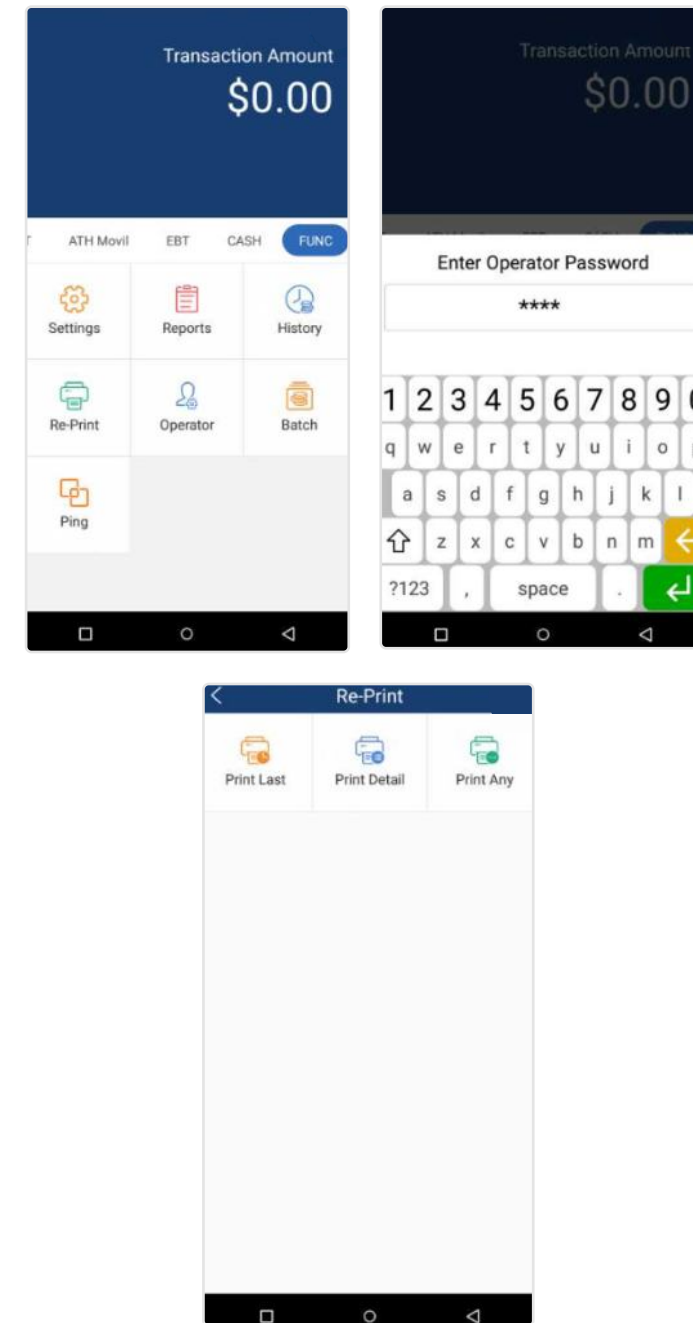 Transaction Amount
$0.00
ATH Movil EBT CASH FUNC
Settings Reports History
Re-Print Operator Batch
Ping
Transaction Amount
$0.00
Enter Operator Password
****
1 2 3 4 5 6 7 8 9 0
q w e r t y u i o p
a s d f g h j k l
z x c v b n m
?123 , space .
Re-Print
Print Last Print Detail Print Any